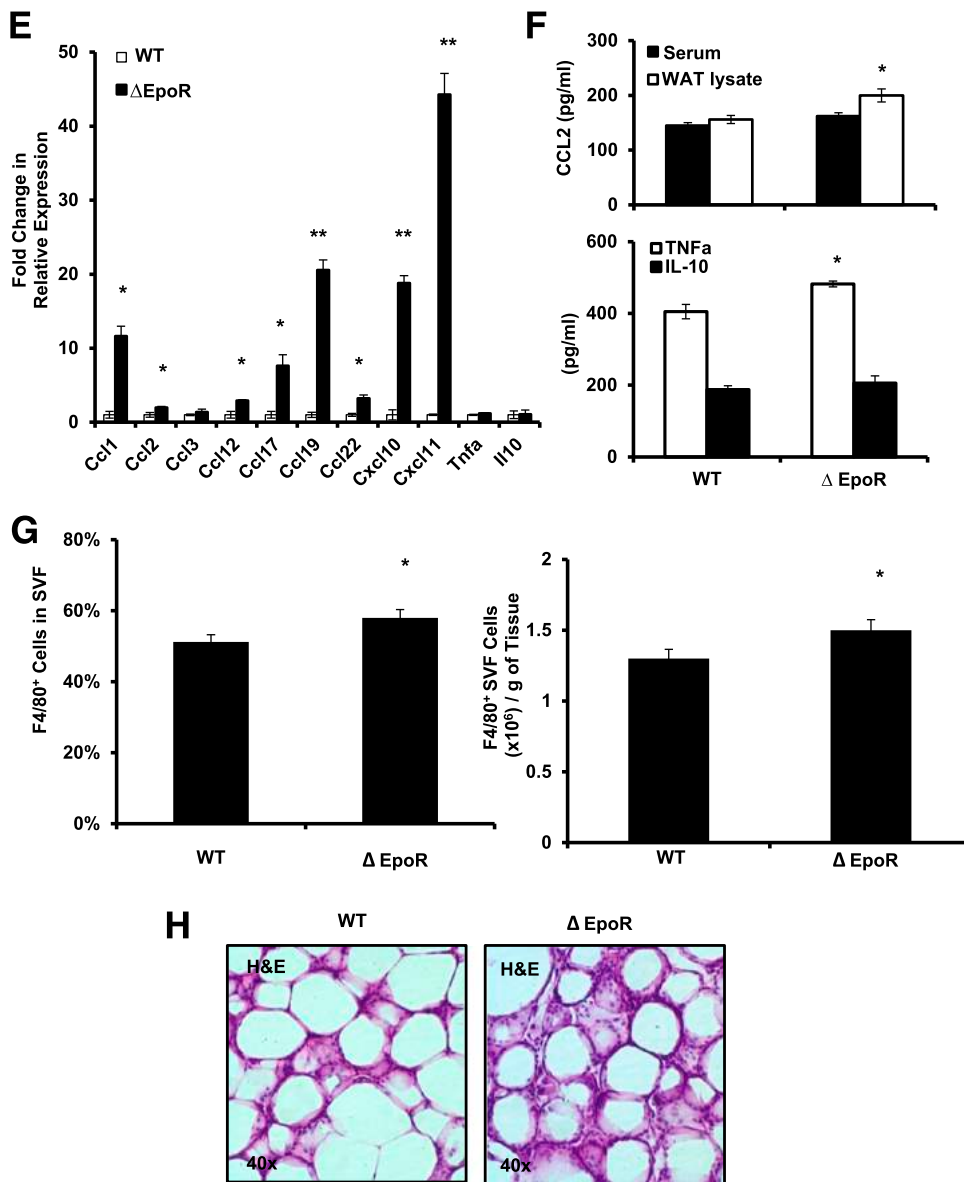 E
50
40
30
20
10
0
Fold Change in
Relative Expression
WT
ΔEpoR
*
*
*
*
**
*
**
**
Ccl1
Ccl2
Ccl3
Ccl12
Ccl17
Ccl19
Ccl22
Cxcl10
Cxcl11
Tnfa
Il10
F
300
200
100
0
CCL2 (pg/ml)
Serum
WAT lysate
*
600
400
200
0
(pg/ml)
TNFa
IL-10
*
WT
Δ EpoR
G
80%
60%
40%
20%
0%
F4/80+ Cells in SVF
*
WT
Δ EpoR
2
1.5
1
0.5
0
F4/80+ SVF Cells
(x10⁶) / g of Tissue
*
WT
Δ EpoR
H
WT
Δ EpoR
H&E
40x
H&E
40x